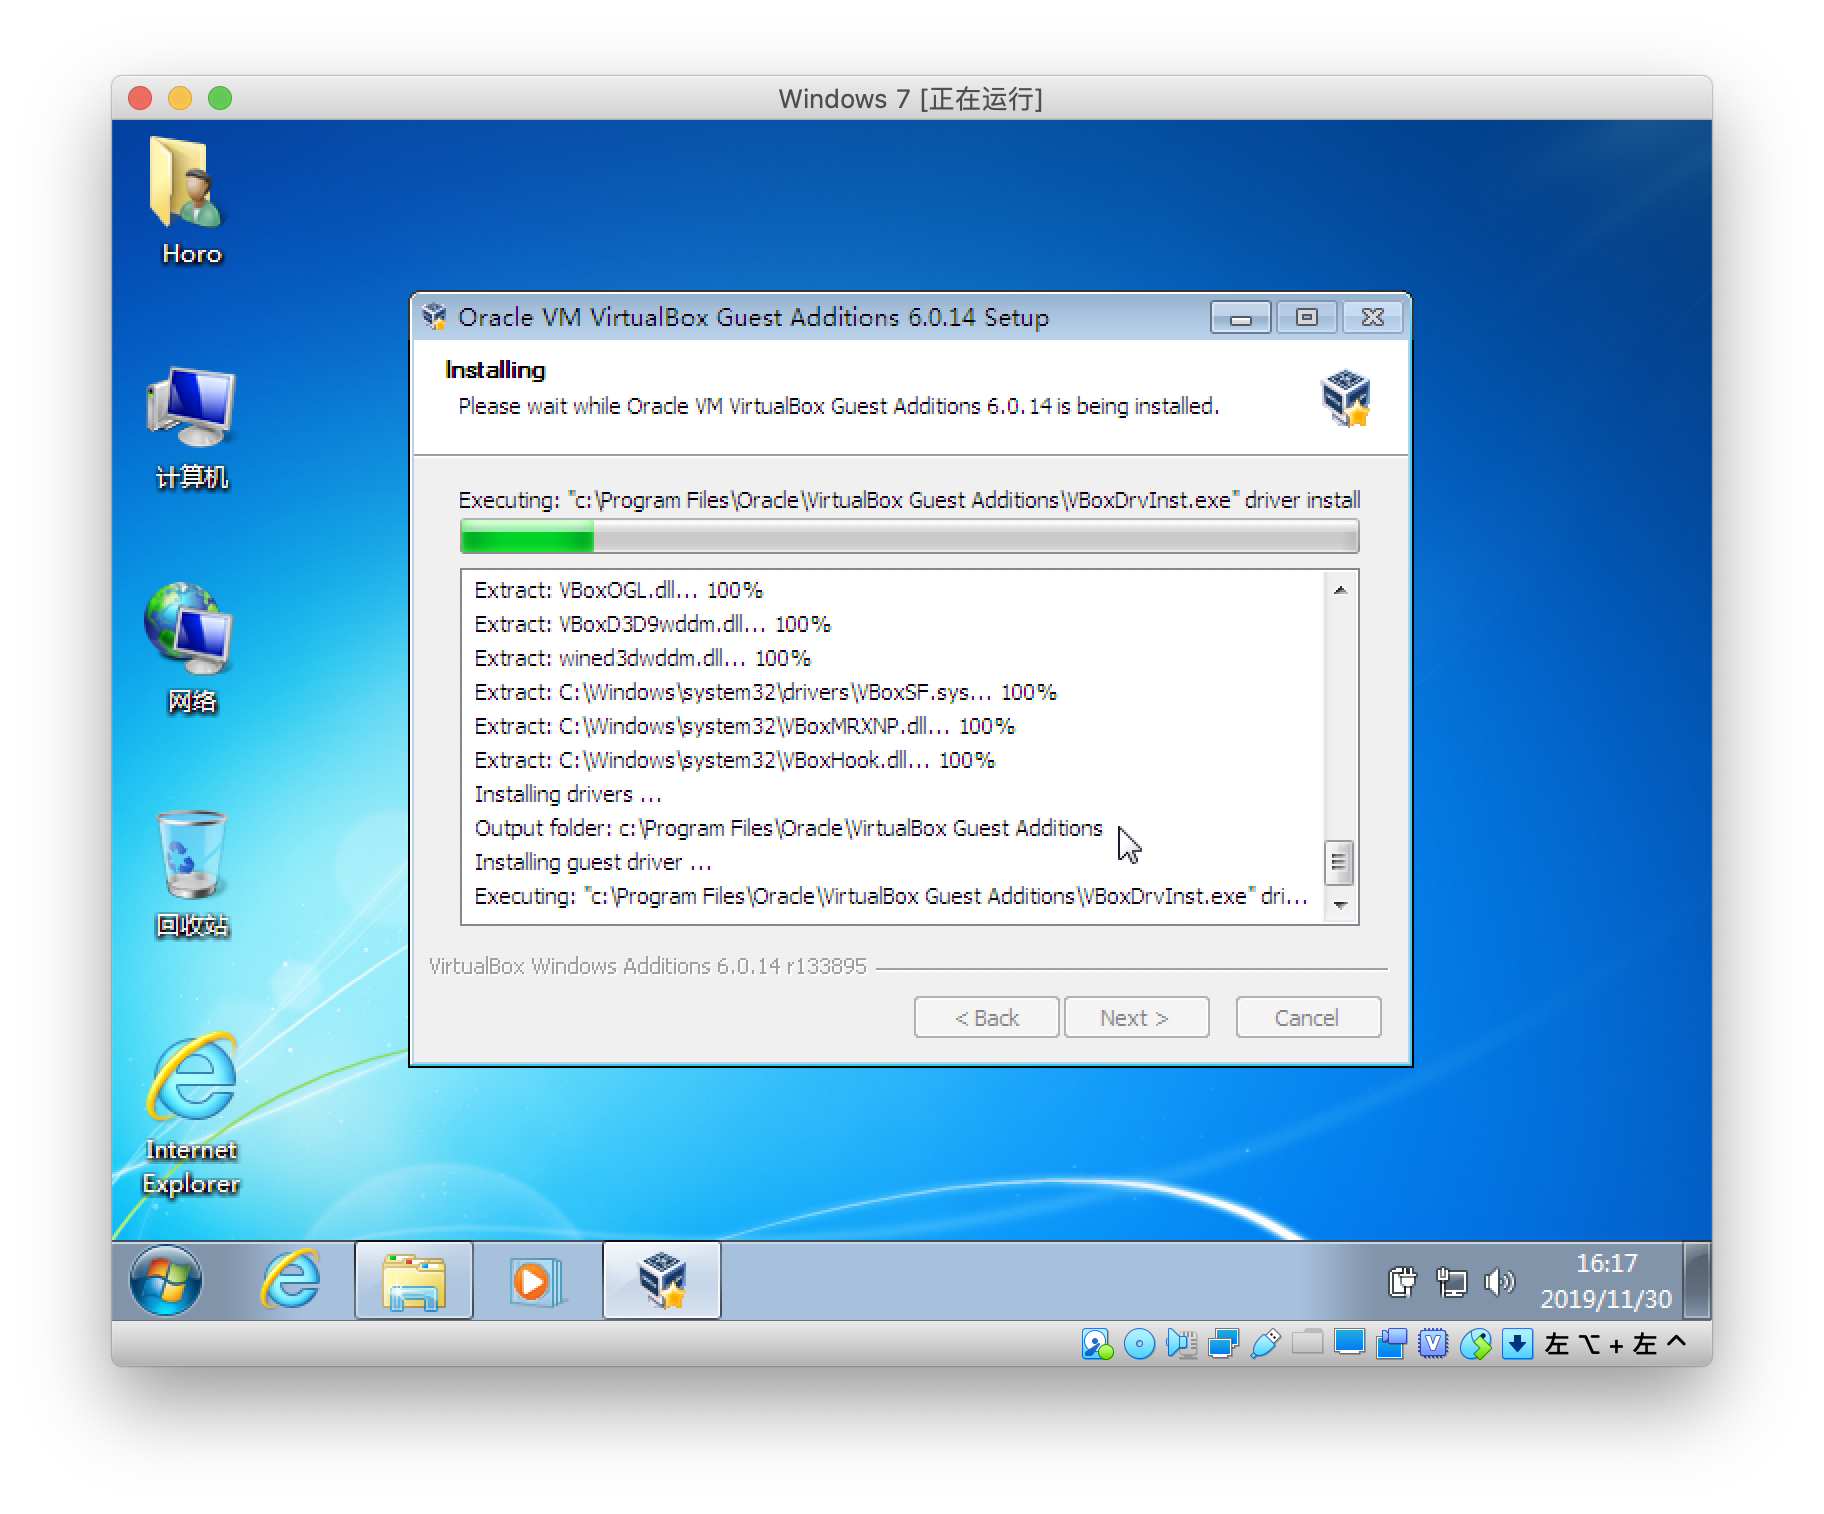 Windows 7 [正在运行]
Horo
计算机
网络
回收站
Internet
Explorer
Oracle VM VirtualBox Guest Additions 6.0.14 Setup
Installing
Please wait while Oracle VM VirtualBox Guest Additions 6.0.14 is being installed.
Executing: "c:\Program Files\Oracle\VirtualBox Guest Additions\VBoxDrvInst.exe" driver install
Extract: VBoxOGL.dll... 100%
Extract: VBoxD3D9wddm.dll... 100%
Extract: wined3dwddm.dll... 100%
Extract: C:\Windows\system32\drivers\VBoxSF.sys... 100%
Extract: C:\Windows\system32\VBoxMRXNP.dll... 100%
Extract: C:\Windows\system32\VBoxHook.dll... 100%
Installing drivers ...
Output folder: c:\Program Files\Oracle\VirtualBox Guest Additions
Installing guest driver ...
Executing: "c:\Program Files\Oracle\VirtualBox Guest Additions\VBoxDrvInst.exe" dri...
VirtualBox Windows Additions 6.0.14 r133895
< Back
Next >
Cancel
16:17
2019/11/30
左 ⌥ + 左 ^